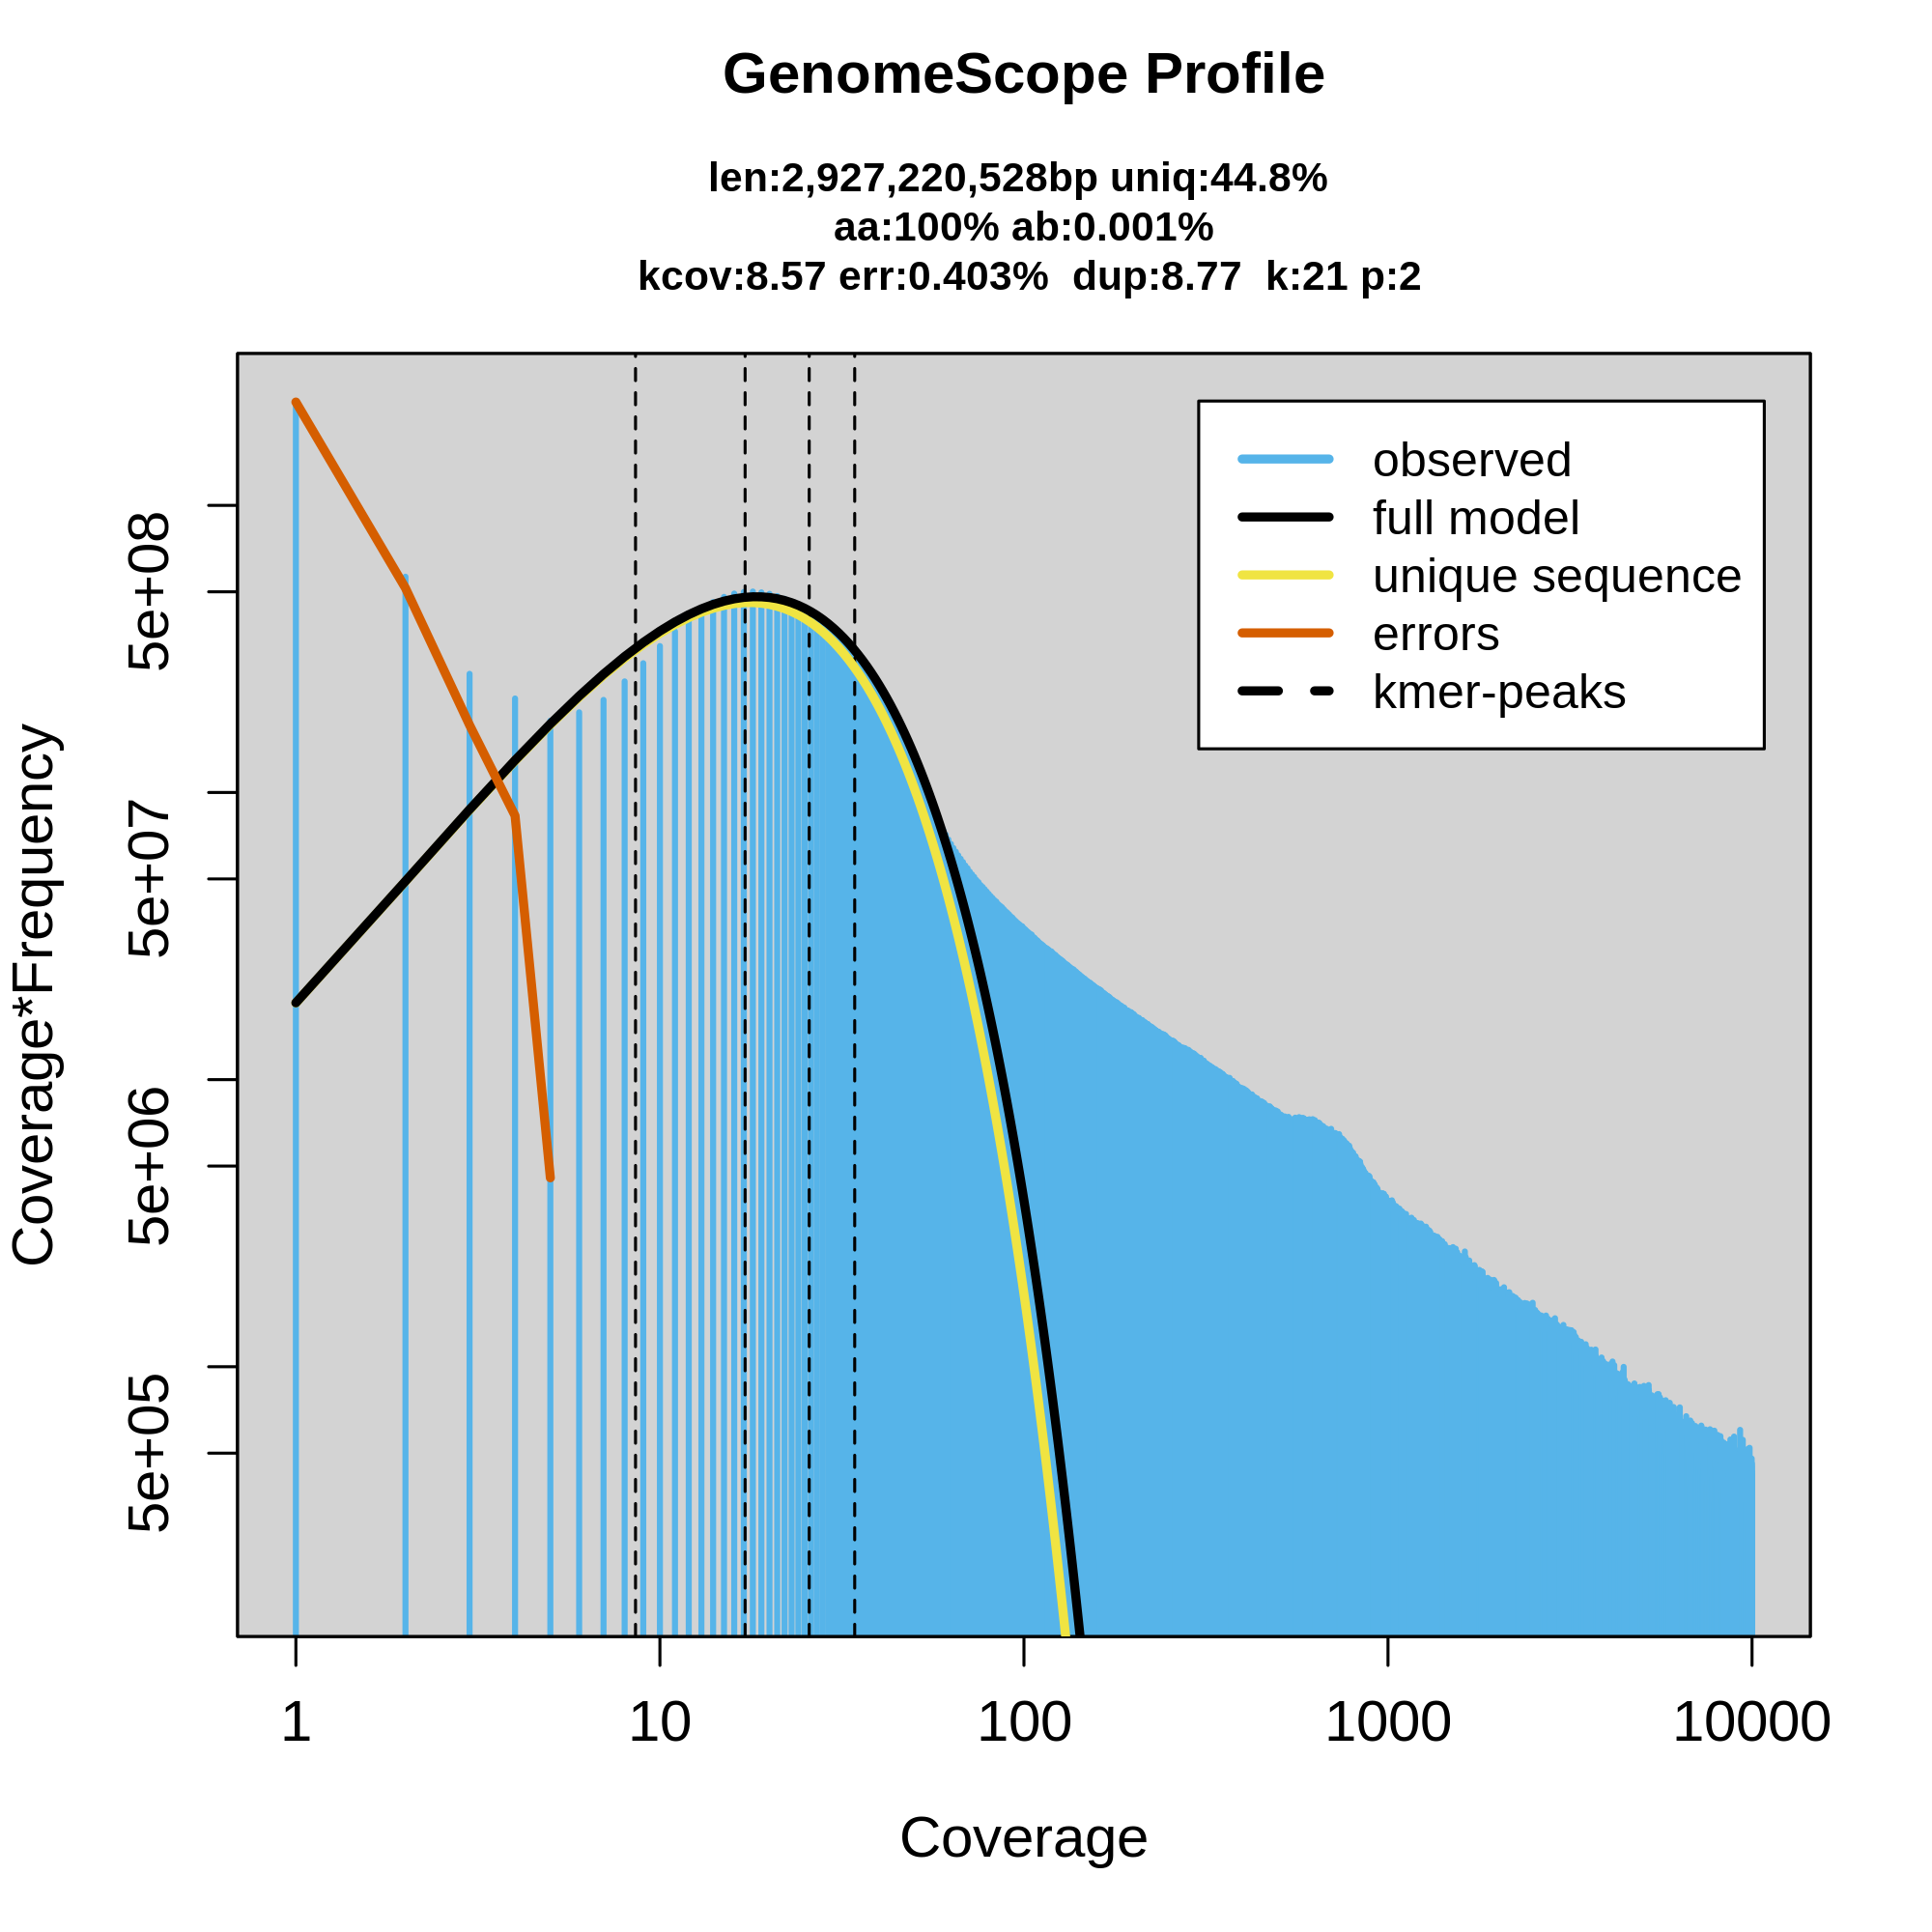 GenomeScope Profile
len:2,927,220,528bp uniq:44.8%
aa:100% ab:0.001%
kcov:8.57 err:0.403% dup:8.77 k:21 p:2
observed
full model
unique sequence
errors
kmer-peaks
Coverage*Frequency
5e+08
5e+07
5e+06
5e+05
1 10 100 1000 10000
Coverage